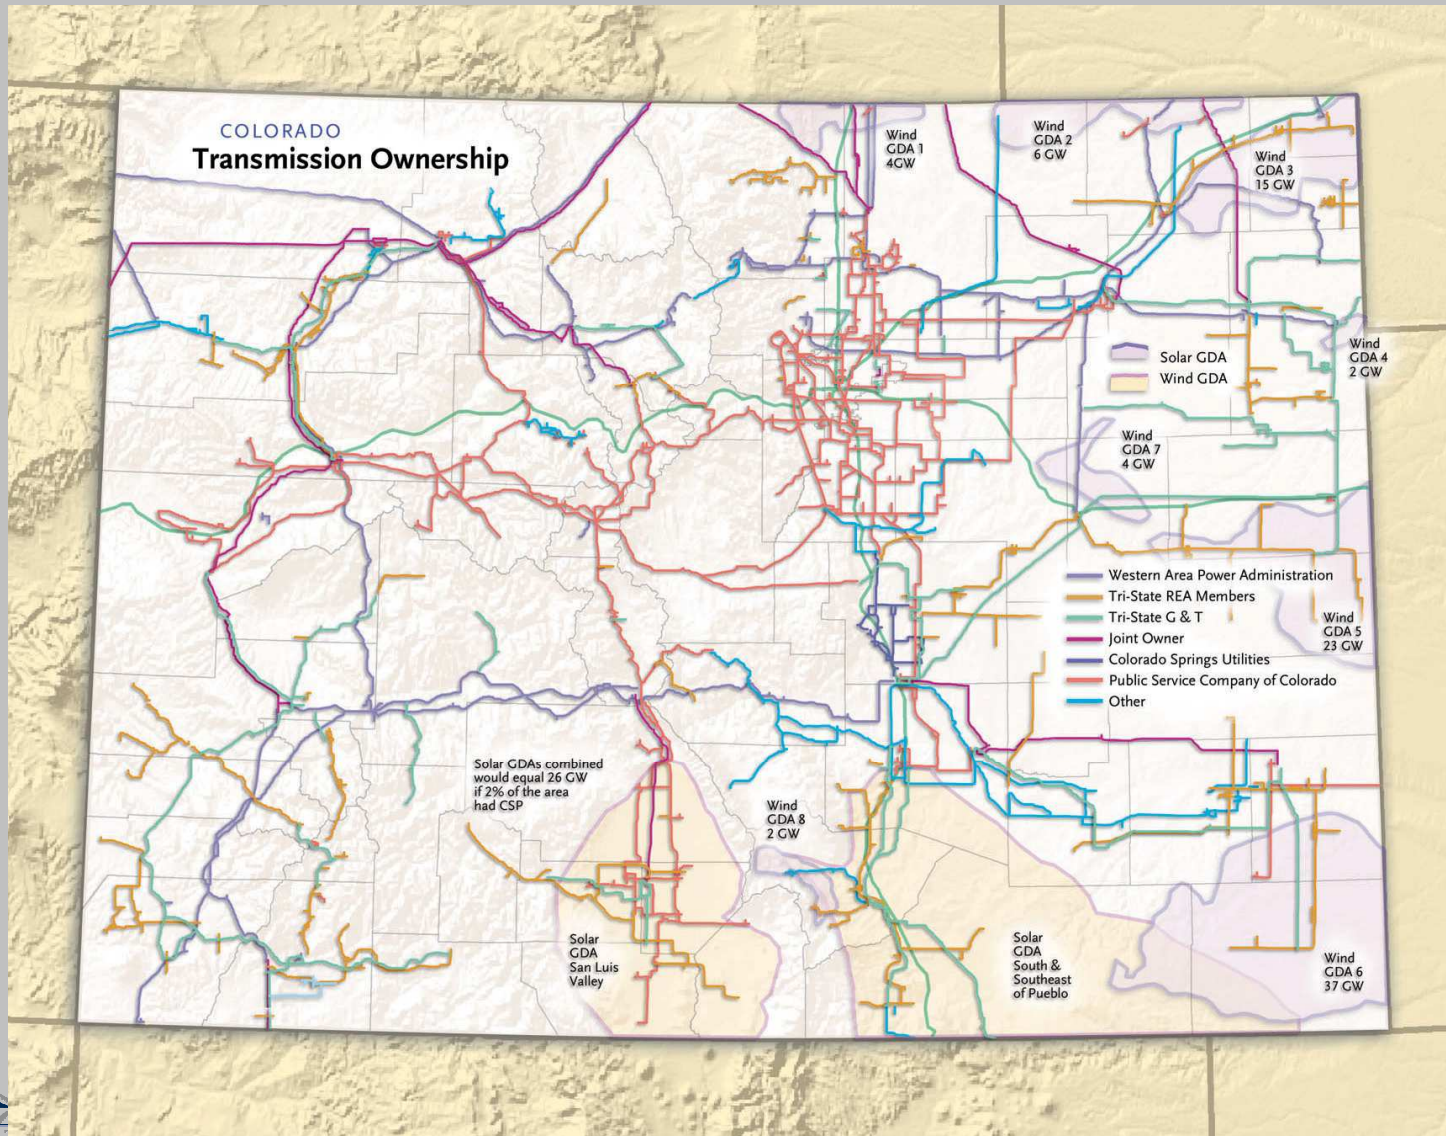 COLORADO
Transmission Ownership
Wind
GDA 1
4GW
Wind
GDA 2
6 GW
Wind
GDA 3
15 GW
Wind
GDA 4
2 GW
Solar GDA
Wind GDA
Wind
GDA 7
4 GW
Western Area Power Administration
Tri-State REA Members
Tri-State G & T
Joint Owner
Colorado Springs Utilities
Public Service Company of Colorado
Other
Wind
GDA 5
23 GW
Solar GDAs combined
would equal 26 GW
if 2% of the area
had CSP
Wind
GDA 8
2 GW
Solar
GDA
San Luis
Valley
Solar
GDA
South &
Southeast
of Pueblo
Wind
GDA 6
37 GW